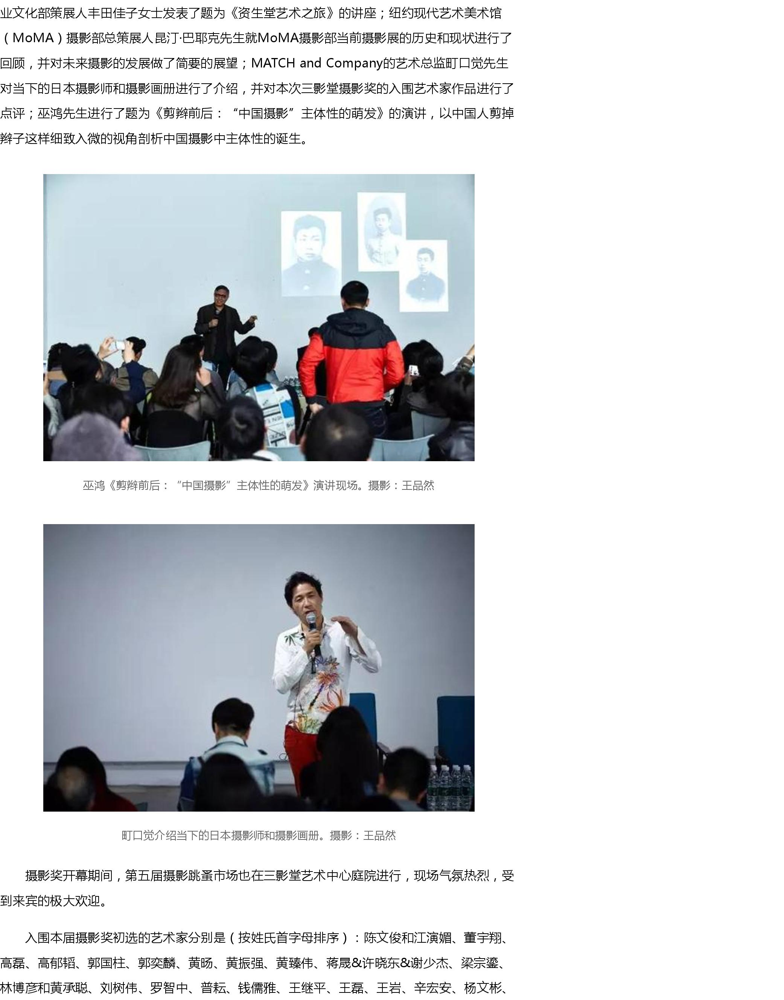 业文化部策展人丰田佳子女士发表了题为《资生堂艺术之旅》的讲座；纽约现代艺术美术馆
（MoMA）摄影部总策展人昆汀·巴耶克先生就MoMA摄影部当前摄影展的历史和现状进行了
回顾，并对未来摄影的发展做了简要的展望；MATCH and Company的艺术总监町口觉先生
对当下的日本摄影师和摄影画册进行了介绍，并对本次三影堂摄影奖的入围艺术家作品进行了
点评；巫鸿先生进行了题为《剪辫前后：“中国摄影”主体性的萌发》的演讲，以中国人剪掉
辫子这样细致入微的视角剖析中国摄影中主体性的诞生。
巫鸿《剪辫前后：“中国摄影”主体性的萌发》演讲现场。摄影：王品然
町口觉介绍当下的日本摄影师和摄影画册。摄影：王品然
摄影奖开幕期间，第五届摄影跳蚤市场也在三影堂艺术中心庭院进行，现场气氛热烈，受
到来宾的极大欢迎。
入围本届摄影奖初选的艺术家分别是（按姓氏首字母排序）：陈文俊和江演媚、董宇翔、
高磊、高郁韬、郭国柱、郭奕麟、黄旸、黄振强、黄臻伟、蒋晟&许晓东&谢少杰、梁宗鎏、
林博彦和黄承聪、刘树伟、罗智中、普耘、钱儒雅、王继平、王磊、王岩、辛宏安、杨文彬、